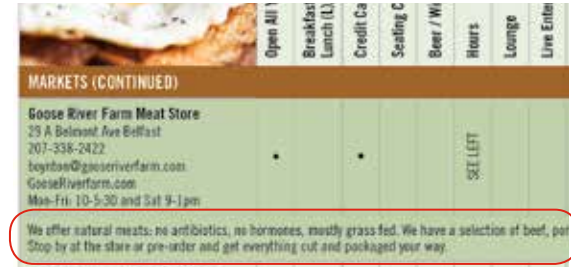 Open All Y
Breakfas
Lunch (L),
Credit Ca
Seating C
Beer / Wi
Hours
Lounge
Live Ente
MARKETS (CONTINUED)
Goose River Farm Meat Store
29 A Belmont Ave Belfast
207-338-2422
boynton@gooseriverfarm.com
GooseRiverfarm.com
Mon-Fri: 10-5:30 and Sat 9-1pm
• •
SEE LEFT
We offer natural meats: no antibiotics, no hormones, mostly grass fed. We have a selection of beef, por
Stop by at the store or pre-order and get everything cut and packaged your way.